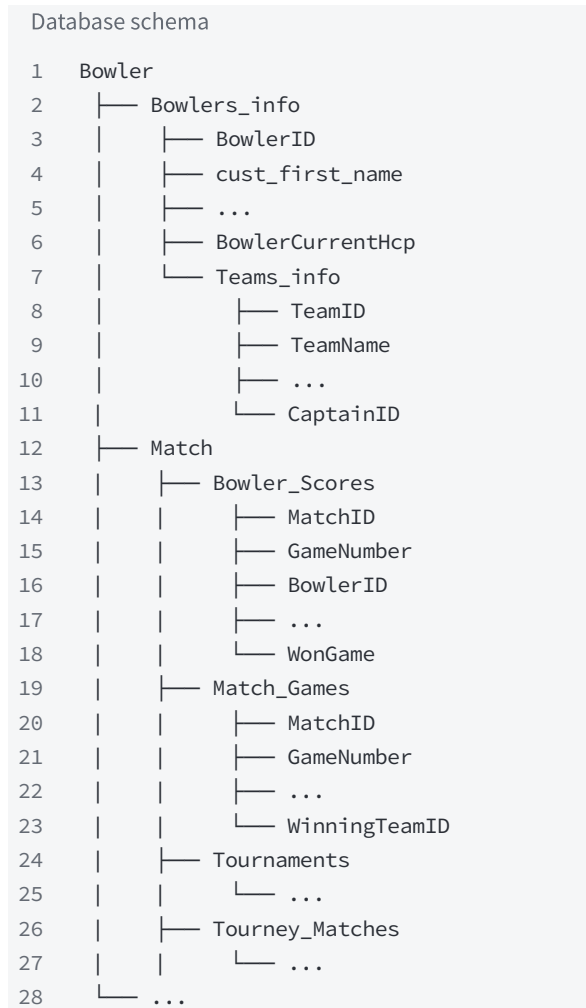 Database schema
1 Bowler
2 ├── Bowlers_info
3 │ ├── BowlerID
4 │ ├── cust_first_name
5 │ ├── ...
6 │ ├── BowlerCurrentHcp
7 │ └── Teams_info
8 │ ├── TeamID
9 │ ├── TeamName
10 │ ├── ...
11 | └── CaptainID
12 ├── Match
13 | ├── Bowler_Scores
14 | | ├── MatchID
15 | | ├── GameNumber
16 | | ├── BowlerID
17 | | ├── ...
18 | | └── WonGame
19 | ├── Match_Games
20 | | ├── MatchID
21 | | ├── GameNumber
22 | | ├── ...
23 | | └── WinningTeamID
24 | ├── Tournaments
25 | | └── ...
26 | ├── Tourney_Matches
27 | | └── ...
28 └── ...